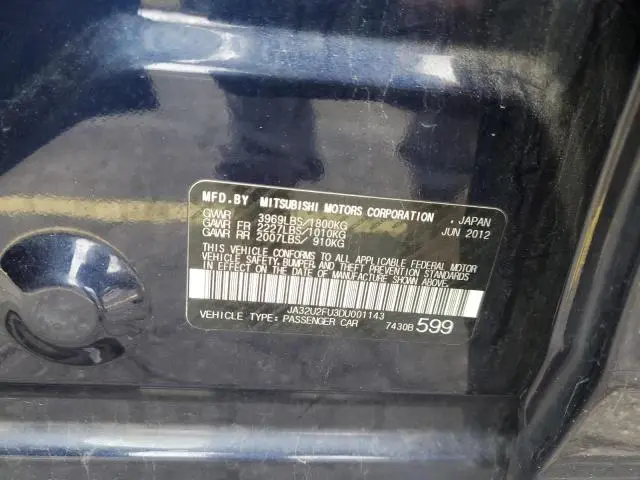 MFD.BY MITSUBISHI MOTORS CORPORATION , JAPAN
GVWR 3969LBS/1800KG JUN 2012
GAWR FR 2227LBS/1010KG
GAWR RR 2007LBS/ 910KG
THIS VEHICLE CONFORMS TO ALL APPLICABLE FEDERAL MOTOR
VEHICLE SAFETY, BUMPER, AND THEFT PREVENTION STANDARDS
IN EFFECT ON THE DATE OF MANUFACTURE SHOWN ABOVE.
JA32U2FU3DU001143
VEHICLE TYPE: PASSENGER CAR 7430B 599